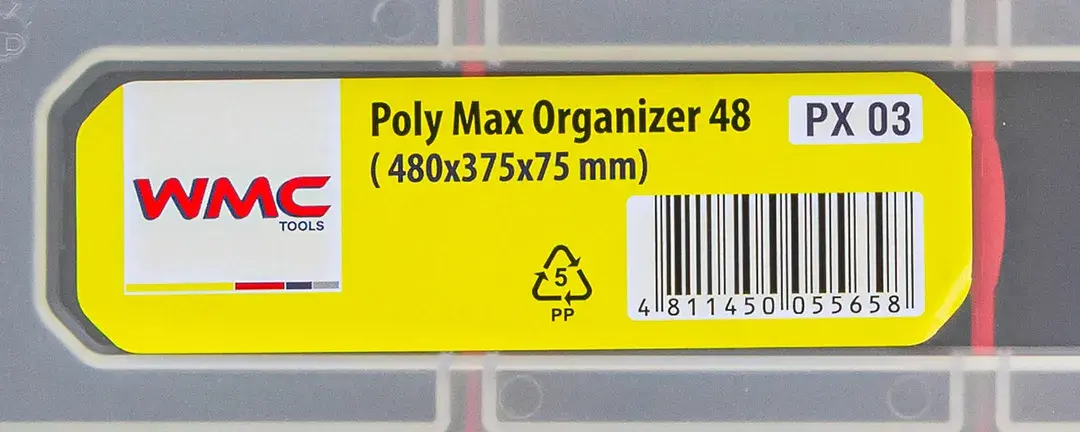 WMC
TOOLS
Poly Max Organizer 48
( 480x375x75 mm)
PX 03
5
PP
4 811450 055658